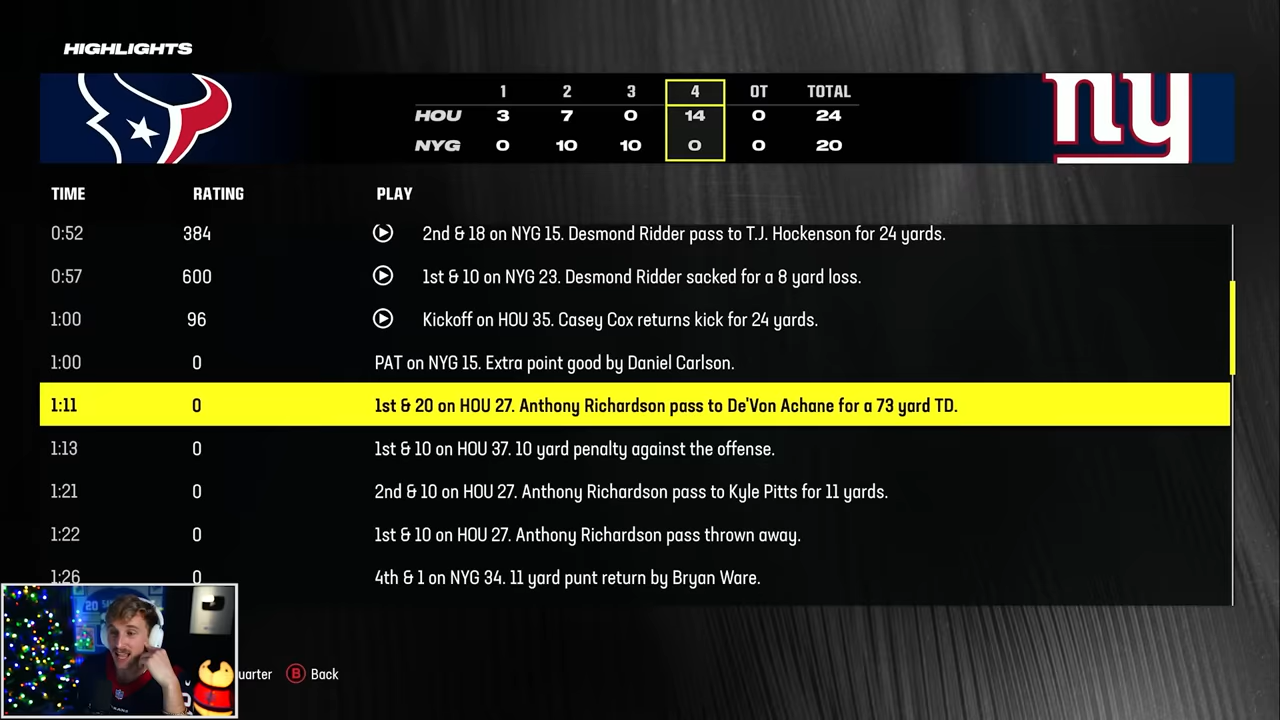 HIGHLIGHTS
1 2 3 4 OT TOTAL
HOU 3 7 0 14 0 24
NYG 0 10 10 0 0 20
ny
TIME RATING PLAY
0:52 384 2nd & 18 on NYG 15. Desmond Ridder pass to T.J. Hockenson for 24 yards.
0:57 600 1st & 10 on NYG 23. Desmond Ridder sacked for a 8 yard loss.
1:00 96 Kickoff on HOU 35. Casey Cox returns kick for 24 yards.
1:00 0 PAT on NYG 15. Extra point good by Daniel Carlson.
1:11 0 1st & 20 on HOU 27. Anthony Richardson pass to De'Von Achane for a 73 yard TD.
1:13 0 1st & 10 on HOU 37. 10 yard penalty against the offense.
1:21 0 2nd & 10 on HOU 27. Anthony Richardson pass to Kyle Pitts for 11 yards.
1:22 0 1st & 10 on HOU 27. Anthony Richardson pass thrown away.
1:26 0 4th & 1 on NYG 34. 11 yard punt return by Bryan Ware.
20
uarter B Back